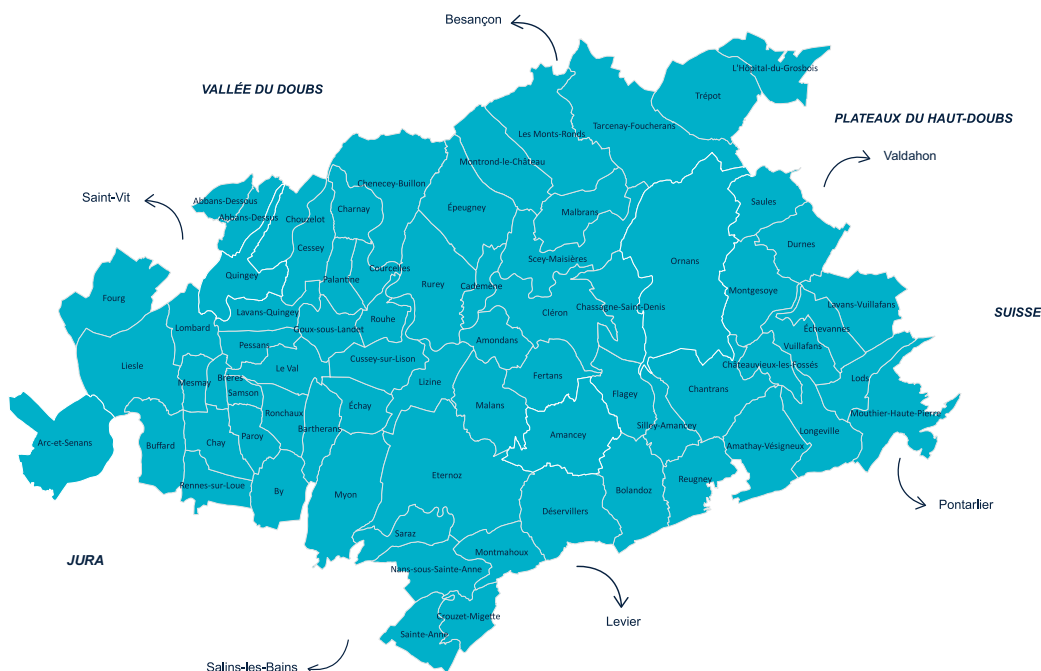 Besançon
L'Hôpital-du-Grosbois
VALLÉE DU DOUBS
Trépot
PLATEAUX DU HAUT-DOUBS
Tarcenay-Foucherans
Les Monts-Ronds
Valdahon
Montrond-le-Château
Chenecey-Buillon
Saint-Vit
Abbans-Dessous
Saules
Abbans-Dessus
Chouzelot
Charnay
Épeugney
Malbrans
Durnes
Cessey
Scey-Maisières
Ornans
Quingey
Palantine
Courcelles
Rurey
Cademène
Montgesoye
Fourg
Lavans-Quingey
Cléron
Chassagne-Saint-Denis
Lavans-Vuillafans
SUISSE
Lombard
Goux-sous-Landet
Rouhe
Échevannes
Pessans
Amondans
Vuillafans
Liesle
Le Val
Cussey-sur-Lison
Châteauvieux-les-Fossés
Mesmay
Brères
Lizine
Fertans
Lods
Samson
Flagey
Chantrans
Ronchaux
Échay
Malans
Mouthier-Haute-Pierre
Arc-et-Senans
Buffard
Chay
Paroy
Bartherans
Amancey
Silley-Amancey
Longeville
Amathay-Vésigneux
Rennes-sur-Loue
By
Myon
Eternoz
Bolandoz
Reugney
Pontarlier
Déservillers
Saraz
JURA
Montmahoux
Nans-sous-Sainte-Anne
Crouzet-Migette
Levier
Sainte-Anne
Salins-les-Bains